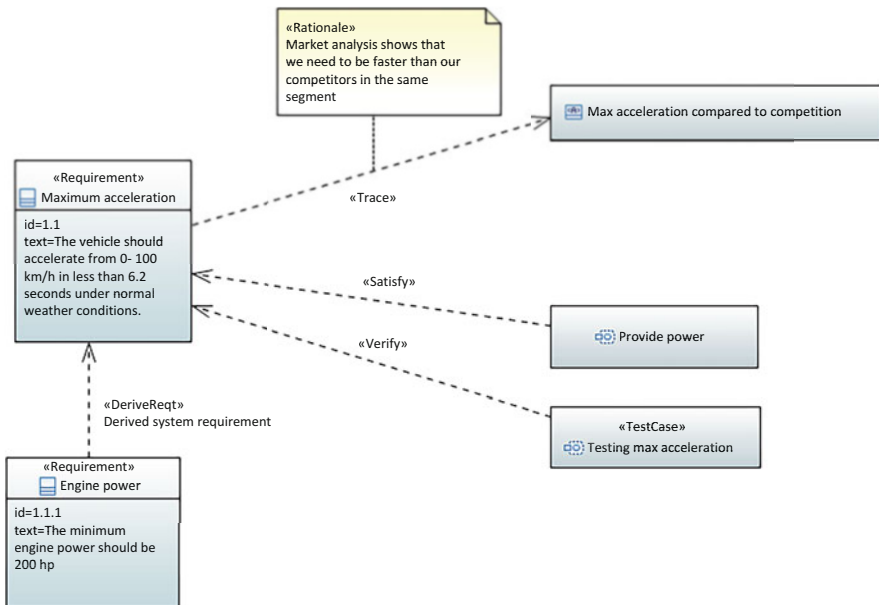 «Rationale»
Market analysis shows that
we need to be faster than our
competitors in the same
segment
Max acceleration compared to competition
«Requirement»
Maximum acceleration
id=1.1
text=The vehicle should
accelerate from 0- 100
km/h in less than 6.2
seconds under normal
weather conditions.
«Trace»
«Satisfy»
Provide power
«Verify»
«TestCase»
Testing max acceleration
«DeriveReqt»
Derived system requirement
«Requirement»
Engine power
id=1.1.1
text=The minimum
engine power should be
200 hp